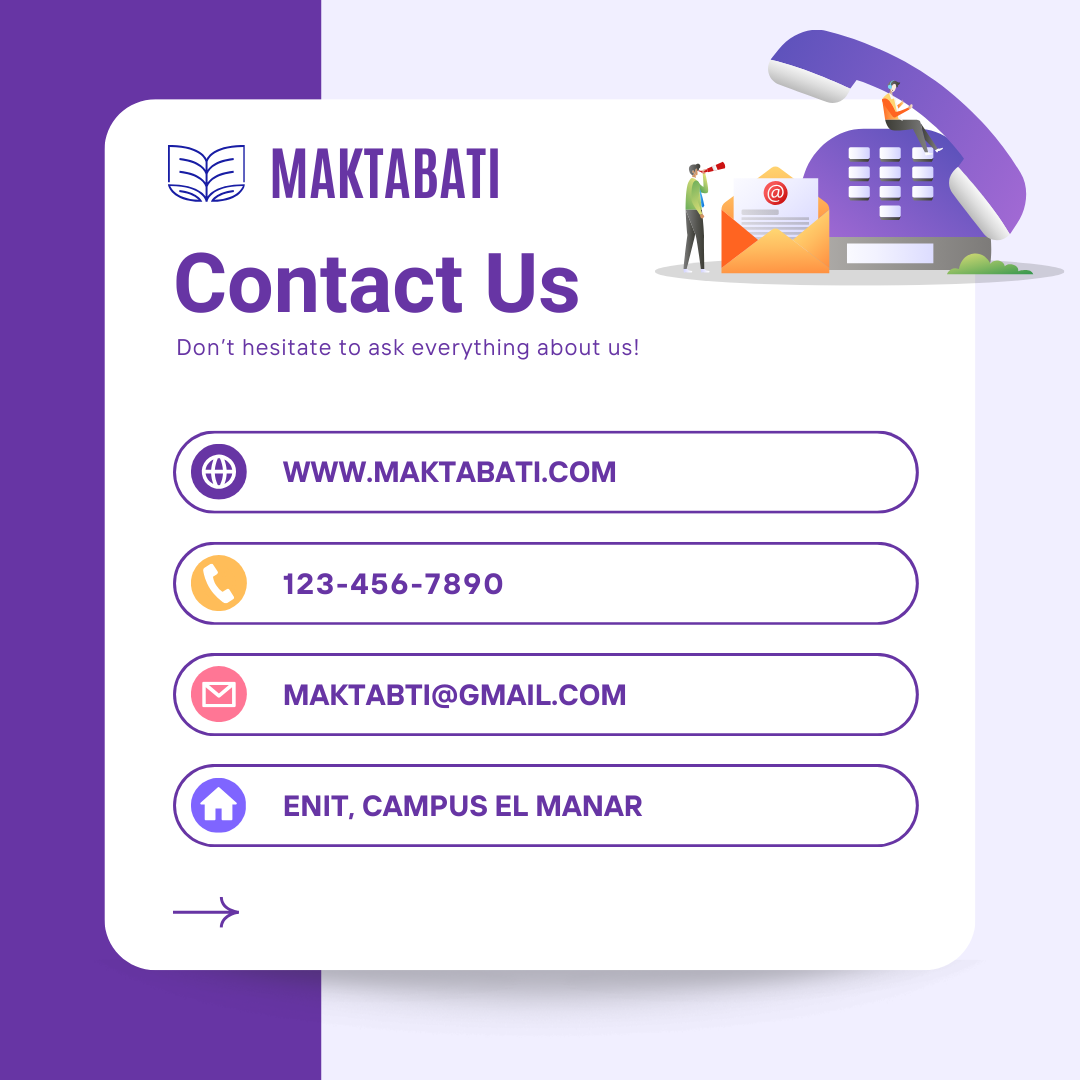 MAKTABATI
Contact Us
Don't hesitate to ask everything about us!
@
WWW.MAKTABATI.COM
123-456-7890
MAKTABTI@GMAIL.COM
ENIT, CAMPUS EL MANAR